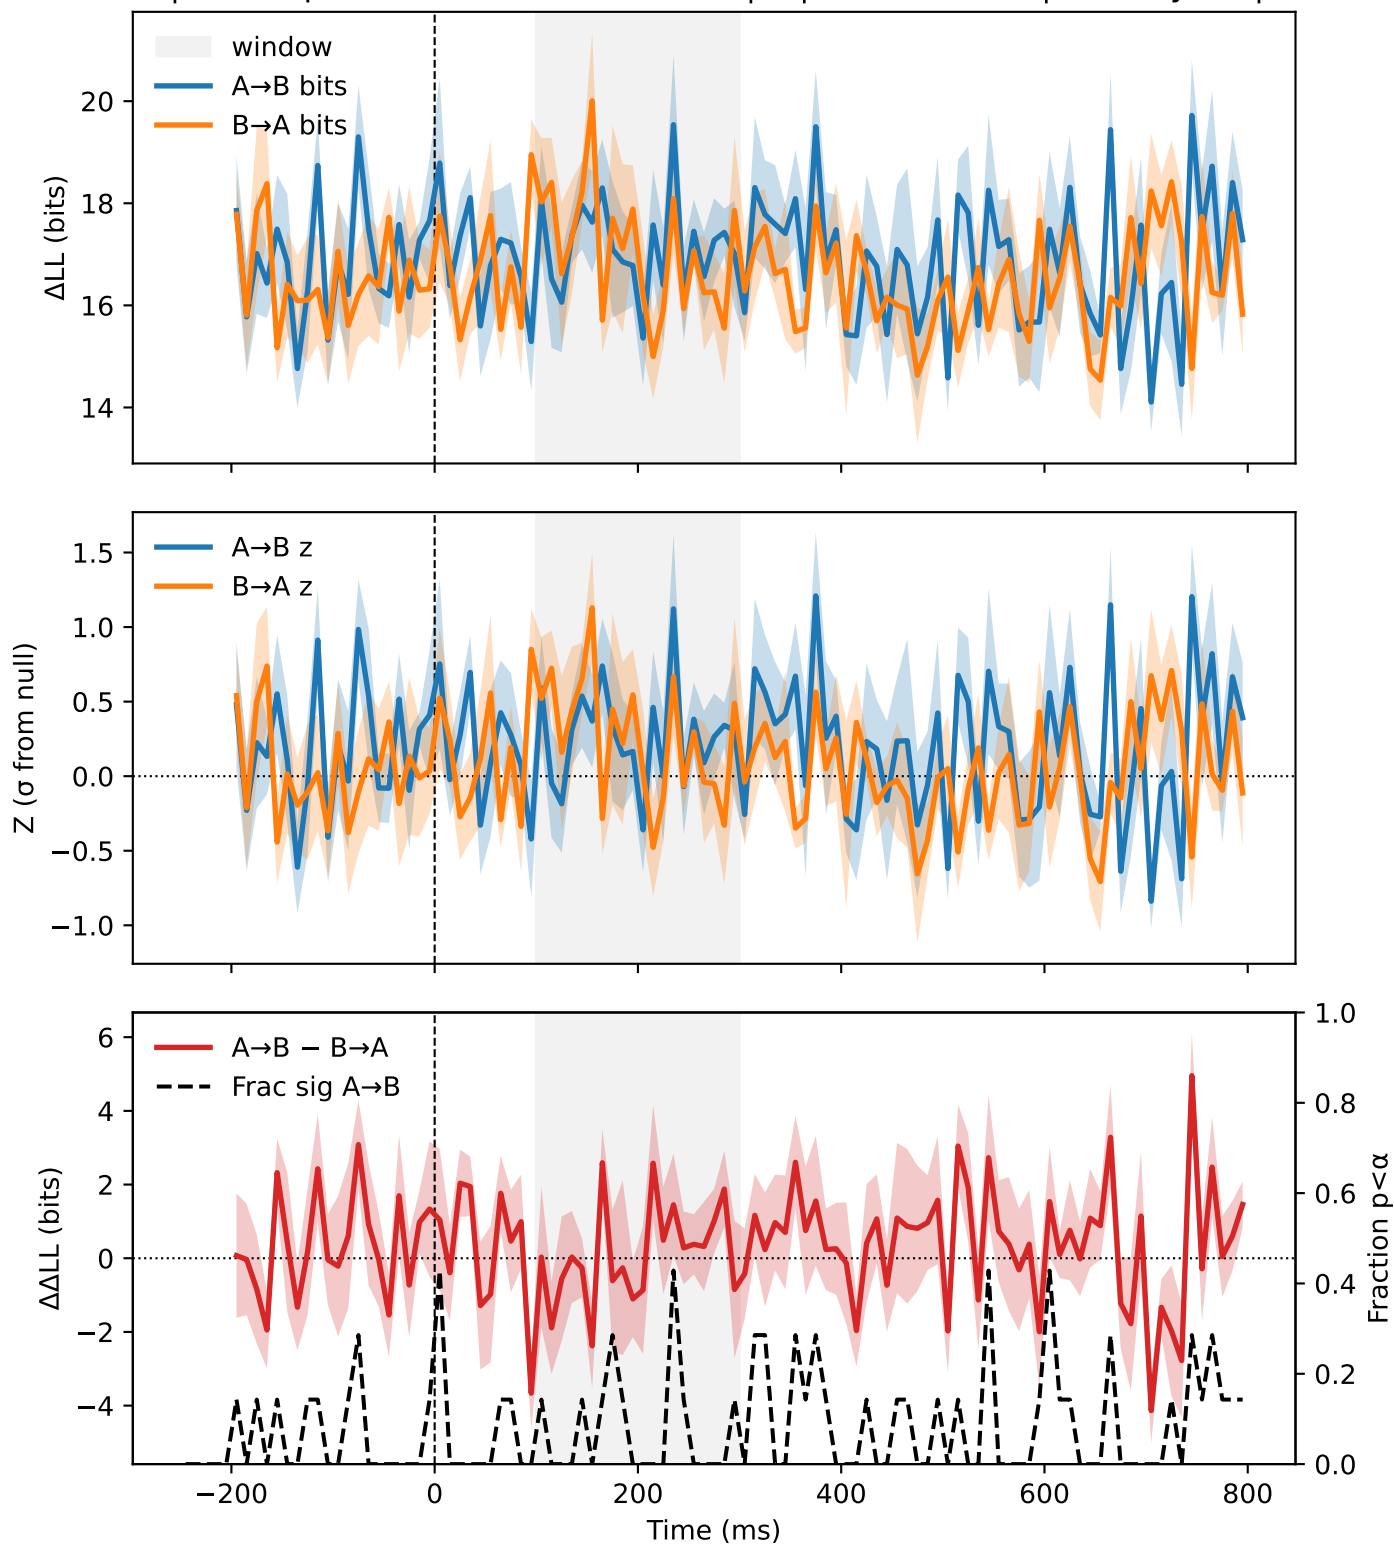 window
A→B bits
B→A bits
20
18
16
14
ΔLL (bits)
A→B z
B→A z
1.5
1.0
0.5
0.0
−0.5
−1.0
Z (σ from null)
A→B − B→A
Frac sig A→B
6
4
2
0
−2
−4
ΔΔLL (bits)
1.0
0.8
0.6
0.4
0.2
0.0
Fraction p<α
−200 0 200 400 600 800
Time (ms)